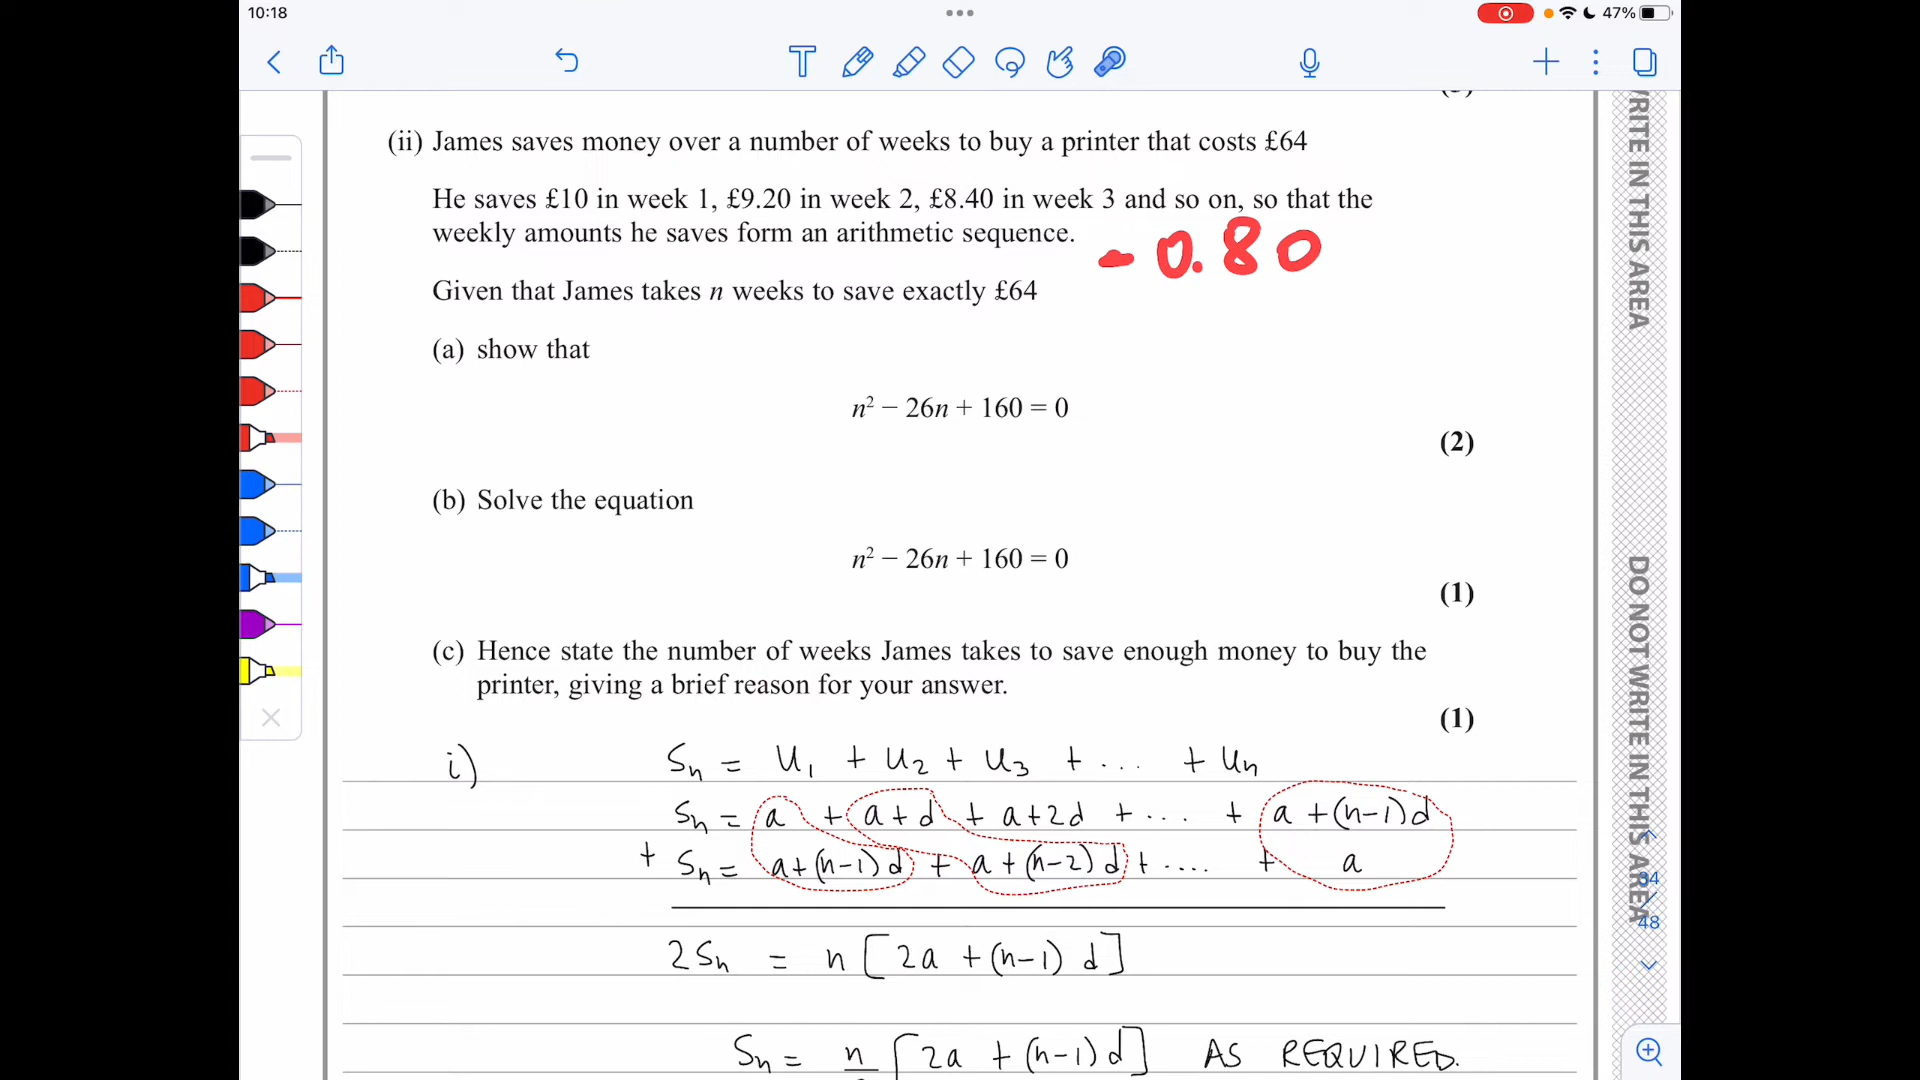 10:18
47%
T
(ii) James saves money over a number of weeks to buy a printer that costs £64
He saves £10 in week 1, £9.20 in week 2, £8.40 in week 3 and so on, so that the
weekly amounts he saves form an arithmetic sequence.
- 0.80
Given that James takes n weeks to save exactly £64
(a) show that
n² − 26n + 160 = 0
(2)
(b) Solve the equation
n² − 26n + 160 = 0
(1)
(c) Hence state the number of weeks James takes to save enough money to buy the
printer, giving a brief reason for your answer.
(1)
i) Sn = U1 + U2 + U3 + ... + Un
Sn = a + a+d + a+2d + ... + a +(n-1)d
+ Sn = a+(n-1)d + a+(n-2)d + .... + a
2Sn = n[2a +(n-1)d]
Sn = n [2a +(n-1)d] AS REQUIRED.
DO NOT WRITE IN THIS AREA
34
48